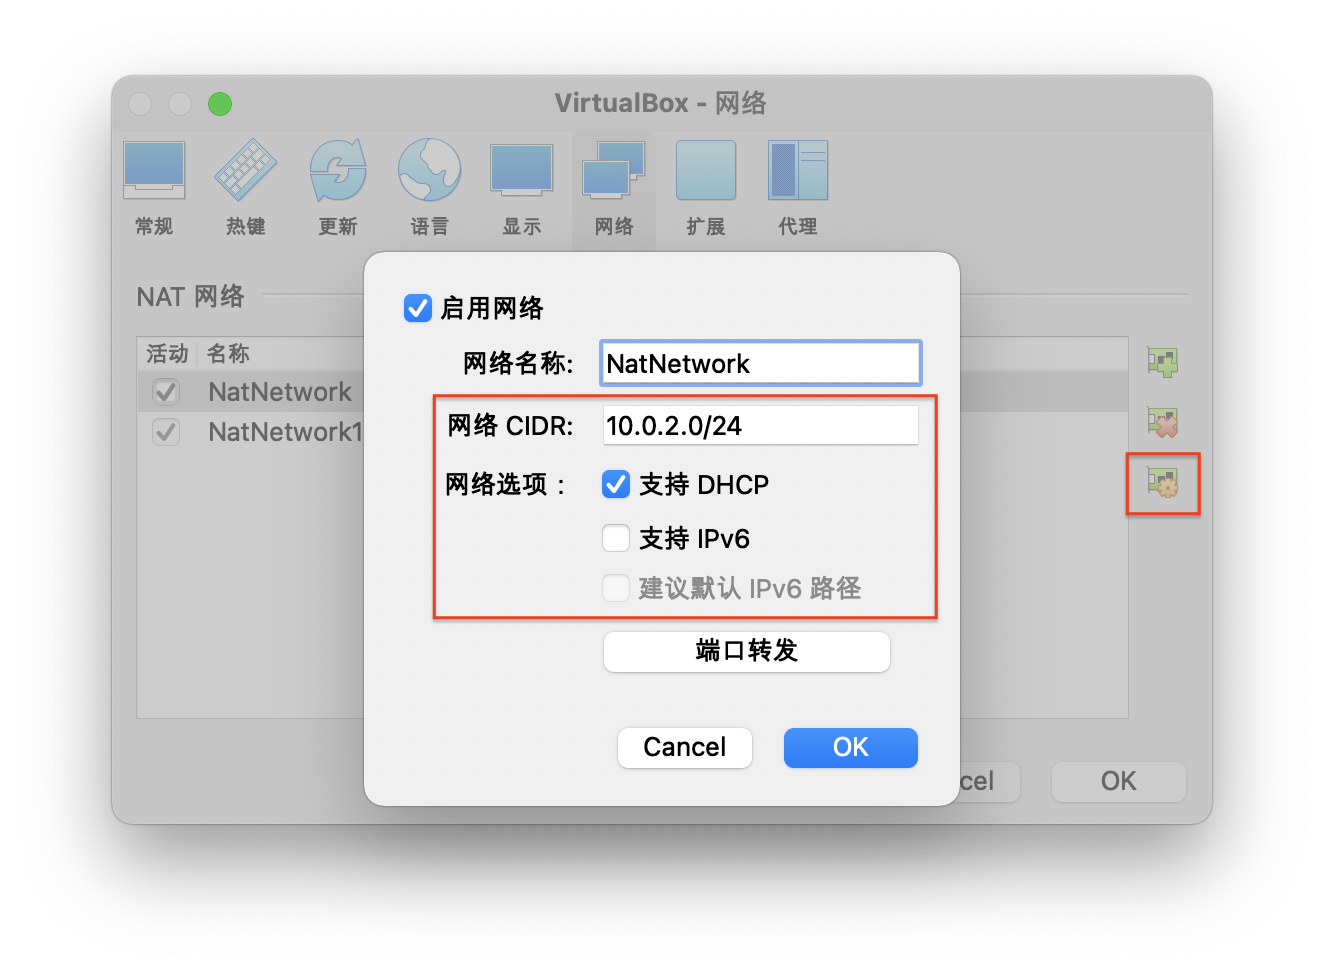 VirtualBox - 网络
常规 热键 更新 语言 显示 网络 扩展 代理
NAT 网络
活动 名称
NatNetwork
NatNetwork1
启用网络
网络名称: NatNetwork
网络 CIDR: 10.0.2.0/24
网络选项 : 支持 DHCP
支持 IPv6
建议默认 IPv6 路径
端口转发
Cancel OK
cel OK